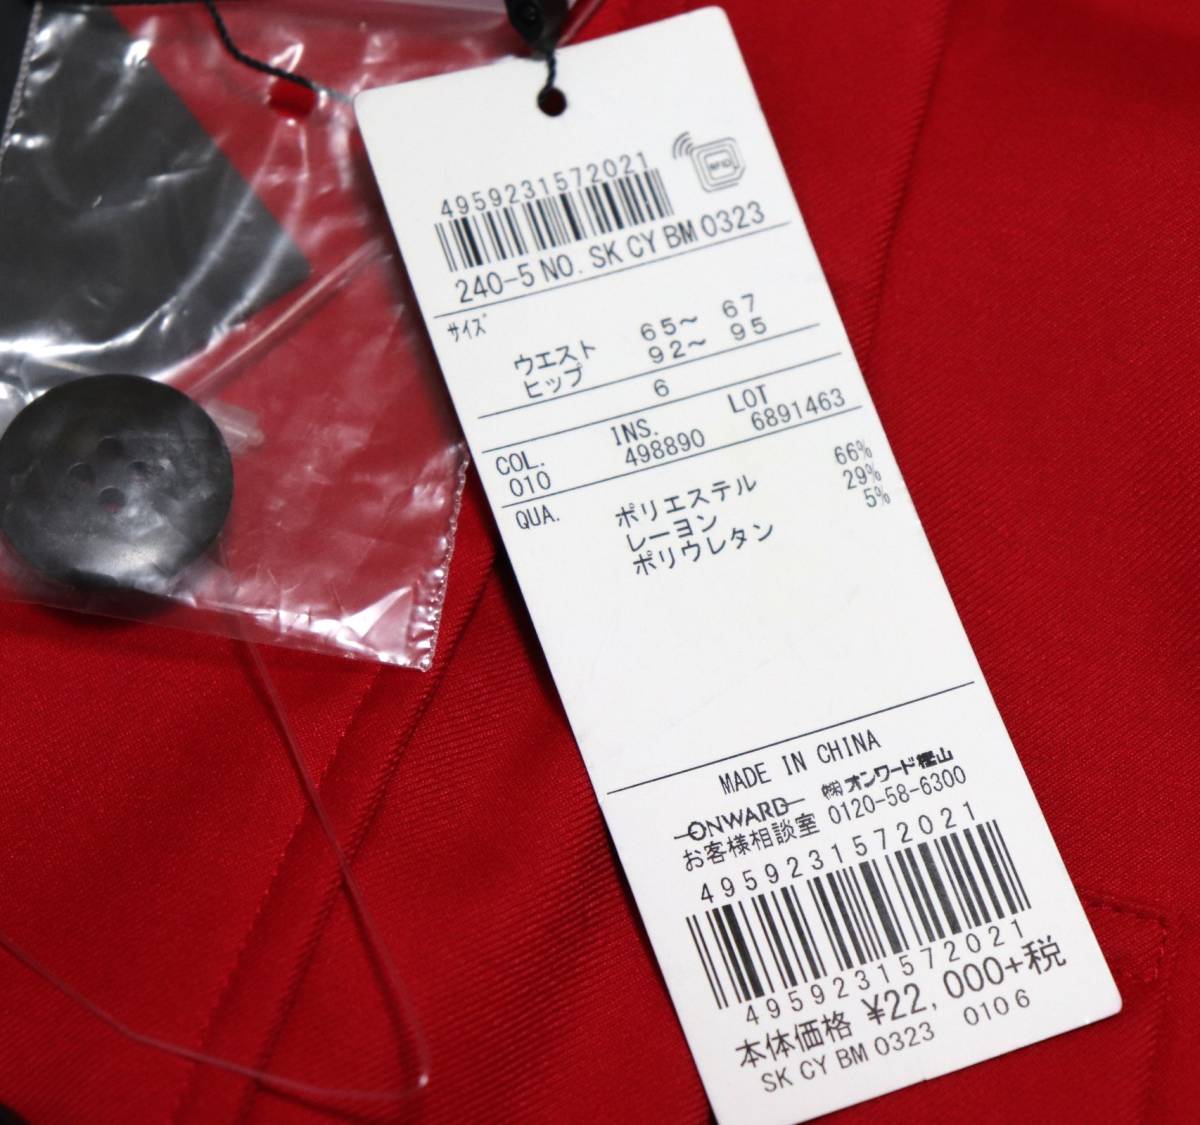 RFID
4959231572021
240-5 NO. SK CY BM 0323
サイズ
ウエスト 65～ 67
ヒップ 92～ 95
6
COL. INS. LOT
010 498890 6891463
QUA. ポリエステル 66%
レーヨン 29%
ポリウレタン 5%
MADE IN CHINA
ONWARD ㈱オンワード樫山
お客様相談室 0120-58-6300
4959231572021
4959231572021
本体価格 ¥22,000+税
SK CY BM 0323 010 6